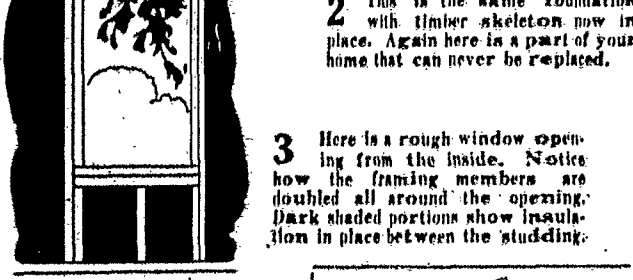 2 This is the same foundation
with timber skeleton now in
place. Again here is a part of your
home that can never be replaced.
3 Here is a rough window open-
ing from the inside. Notice
how the framing members are
doubled all around the opening.
Dark shaded portions show insula-
tion in place between the studding.